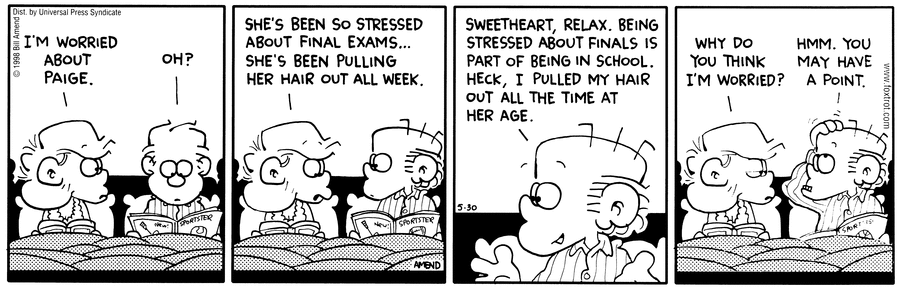 Dist. by Universal Press Syndicate
© 1998 Bill Amend
I'M WORRIED
ABOUT
PAIGE.
OH?
NEW!
SPORTSTER
SHE'S BEEN SO STRESSED
ABOUT FINAL EXAMS...
SHE'S BEEN PULLING
HER HAIR OUT ALL WEEK.
NEW!
SPORTSTER
AMEND
SWEETHEART, RELAX. BEING
STRESSED ABOUT FINALS IS
PART OF BEING IN SCHOOL.
HECK, I PULLED MY HAIR
OUT ALL THE TIME AT
HER AGE.
5-30
WHY DO
YOU THINK
I'M WORRIED?
HMM. YOU
MAY HAVE
A POINT.
www.foxtrot.com